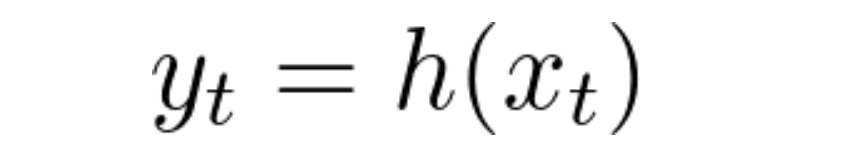 y_t = h(x_t)